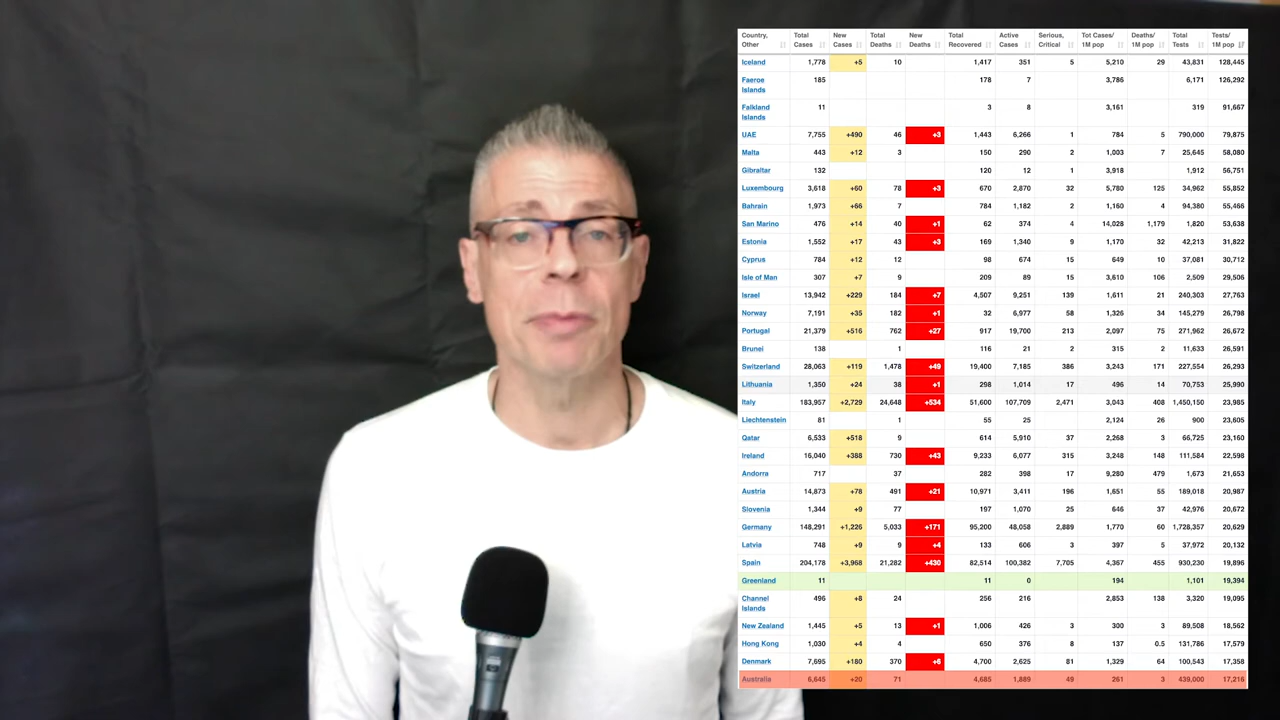 Country, Other Total Cases New Cases Total Deaths New Deaths Total Recovered Active Cases Serious, Critical Tot Cases/ 1M pop Deaths/ 1M pop Total Tests Tests/ 1M pop
Iceland 1,778 +5 10 1,417 351 5 5,210 29 43,831 128,445
Faeroe Islands 185 178 7 3,786 6,171 126,292
Falkland Islands 11 3 8 3,161 319 91,667
UAE 7,755 +490 46 +3 1,443 6,266 1 784 5 790,000 79,875
Malta 443 +12 3 150 290 2 1,003 7 25,645 58,080
Gibraltar 132 120 12 1 3,918 1,912 56,751
Luxembourg 3,618 +60 78 +3 670 2,870 32 5,780 125 34,962 55,852
Bahrain 1,973 +66 7 784 1,182 2 1,160 4 94,380 55,466
San Marino 476 +14 40 +1 62 374 4 14,028 1,179 1,820 53,638
Estonia 1,552 +17 43 +3 169 1,340 9 1,170 32 42,213 31,822
Cyprus 784 +12 12 98 674 15 649 10 37,081 30,712
Isle of Man 307 +7 9 209 89 15 3,610 106 2,509 29,506
Israel 13,942 +229 184 +7 4,507 9,251 139 1,611 21 240,303 27,763
Norway 7,191 +35 182 +1 32 6,977 58 1,326 34 145,279 26,798
Portugal 21,379 +516 762 +27 917 19,700 213 2,097 75 271,962 26,672
Brunei 138 1 116 21 2 315 2 11,633 26,591
Switzerland 28,063 +119 1,478 +49 19,400 7,185 386 3,243 171 227,554 26,293
Lithuania 1,350 +24 38 +1 298 1,014 17 496 14 70,753 25,990
Italy 183,957 +2,729 24,648 +534 51,600 107,709 2,471 3,043 408 1,450,150 23,985
Liechtenstein 81 1 55 25 2,124 26 900 23,605
Qatar 6,533 +518 9 614 5,910 37 2,268 3 66,725 23,160
Ireland 16,040 +388 730 +43 9,233 6,077 315 3,248 148 111,584 22,598
Andorra 717 37 282 398 17 9,280 479 1,673 21,653
Austria 14,873 +78 491 +21 10,971 3,411 196 1,651 55 189,018 20,987
Slovenia 1,344 +9 77 197 1,070 25 646 37 42,976 20,672
Germany 148,291 +1,226 5,033 +171 95,200 48,058 2,889 1,770 60 1,728,357 20,629
Latvia 748 +9 9 +4 133 606 3 397 5 37,972 20,132
Spain 204,178 +3,968 21,282 +430 82,514 100,382 7,705 4,367 455 930,230 19,896
Greenland 11 11 0 194 1,101 19,394
Channel Islands 496 +8 24 256 216 2,853 138 3,320 19,095
New Zealand 1,445 +5 13 +1 1,006 426 3 300 3 89,508 18,562
Hong Kong 1,030 +4 4 650 376 8 137 0.5 131,786 17,579
Denmark 7,695 +180 370 +6 4,700 2,625 81 1,329 64 100,543 17,358
Australia 6,645 +20 71 4,685 1,889 49 261 3 439,000 17,216